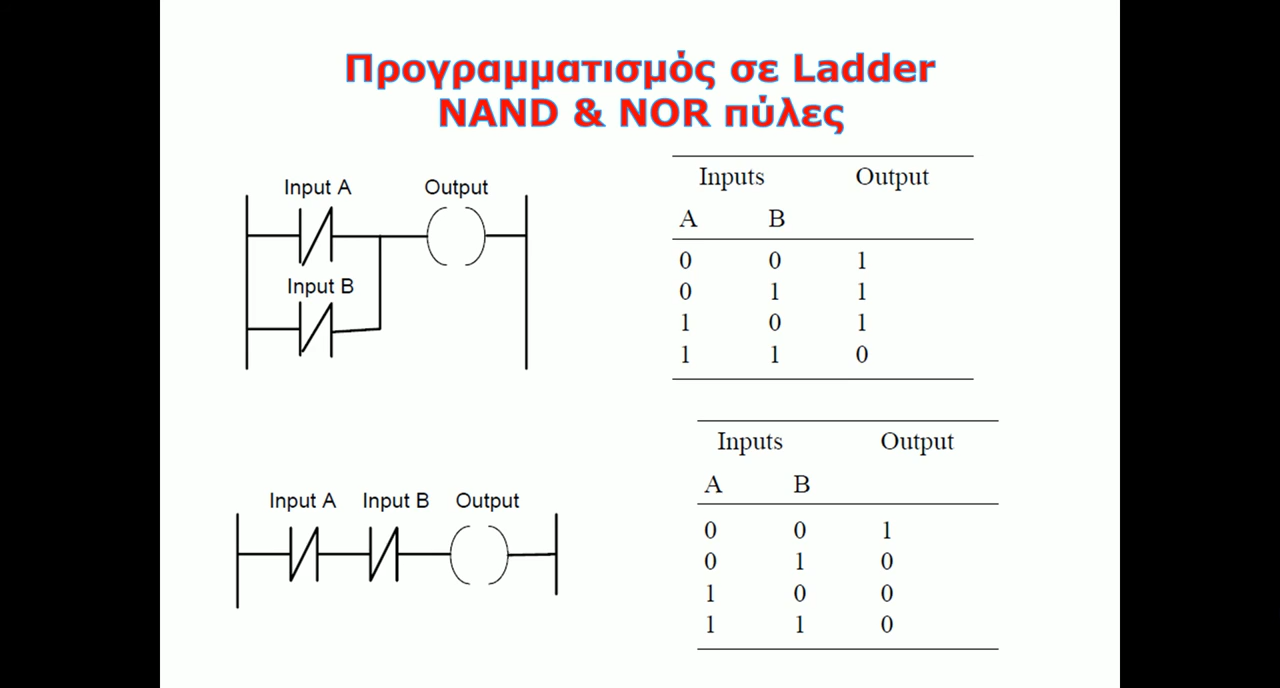 Προγραμματισμός σε Ladder
NAND & NOR πύλες
Input A Output
Input B
Inputs Output
A B
0 0 1
0 1 1
1 0 1
1 1 0
Input A Input B Output
Inputs Output
A B
0 0 1
0 1 0
1 0 0
1 1 0